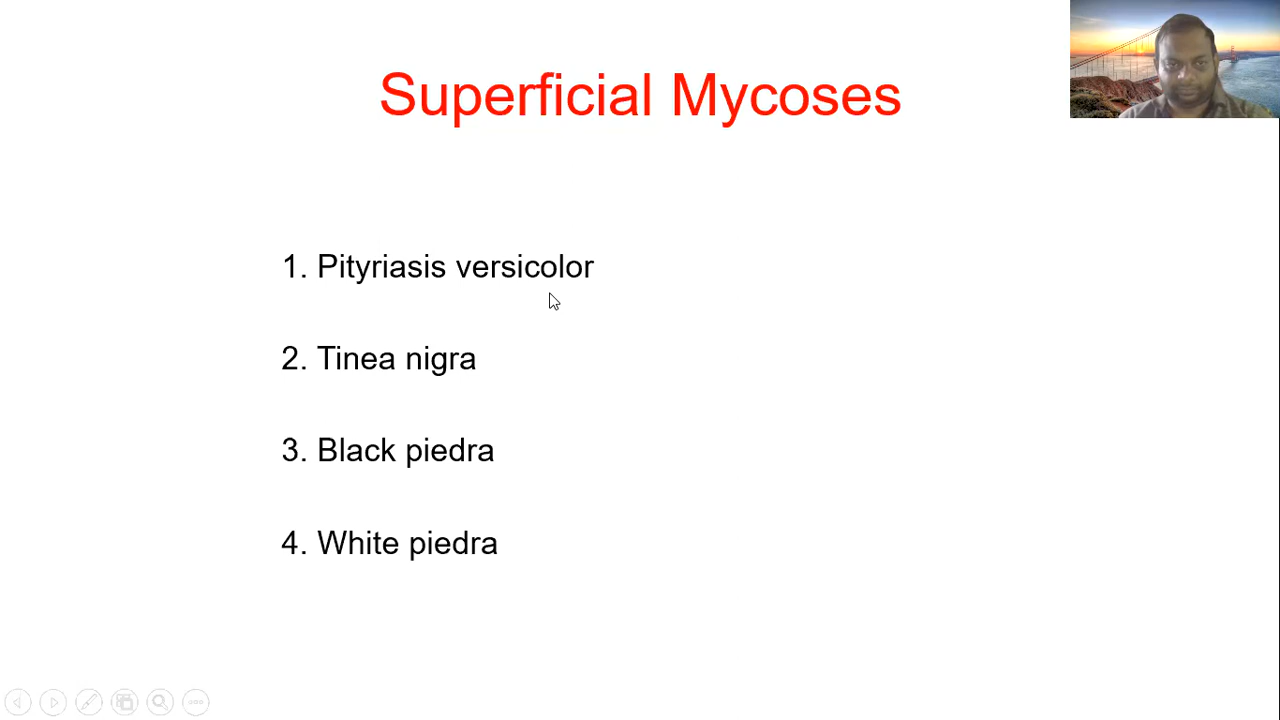 Superficial Mycoses
1. Pityriasis versicolor
2. Tinea nigra
3. Black piedra
4. White piedra